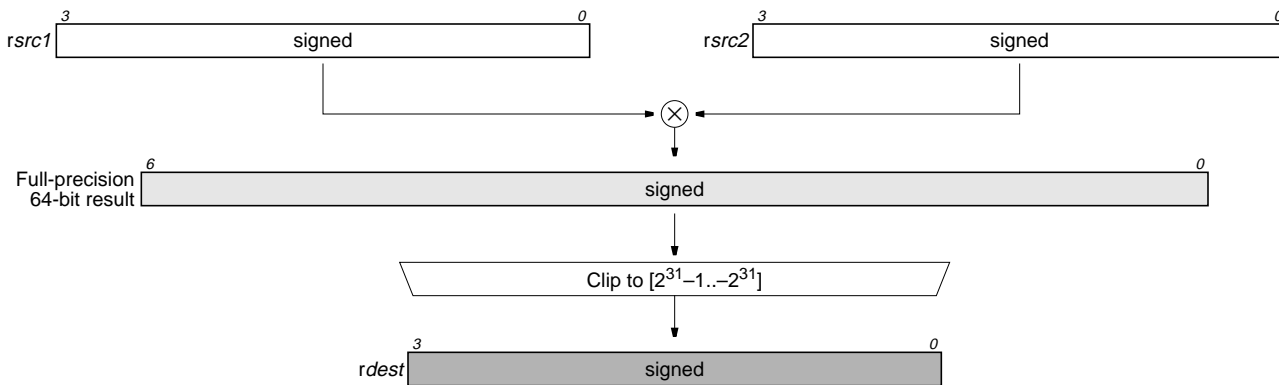 3 0 3 0
rsrc1 signed rsrc2 signed
6 0
Full-precision
64-bit result
signed
Clip to [2³¹–1..–2³¹]
3 0
rdest signed